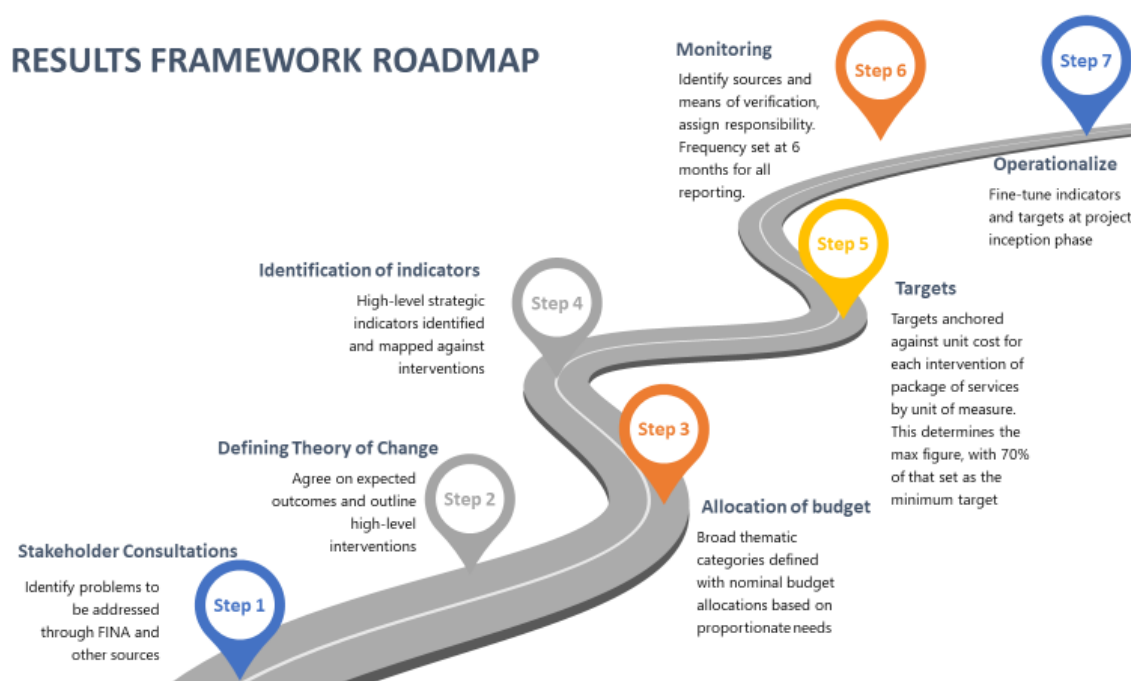 RESULTS FRAMEWORK ROADMAP
Stakeholder Consultations
Identify problems to
be addressed
through FINA and
other sources
Step 1
Defining Theory of Change
Agree on expected
outcomes and outline
high-level
interventions
Step 2
Allocation of budget
Broad thematic
categories defined
with nominal budget
allocations based on
proportionate needs
Step 3
Identification of indicators
High-level strategic
indicators identified
and mapped against
interventions
Step 4
Targets
Targets anchored
against unit cost for
each intervention of
package of services
by unit of measure.
This determines the
max figure, with 70%
of that set as the
minimum target
Step 5
Monitoring
Identify sources and
means of verification,
assign responsibility.
Frequency set at 6
months for all
reporting.
Step 6
Operationalize
Fine-tune indicators
and targets at project
inception phase
Step 7